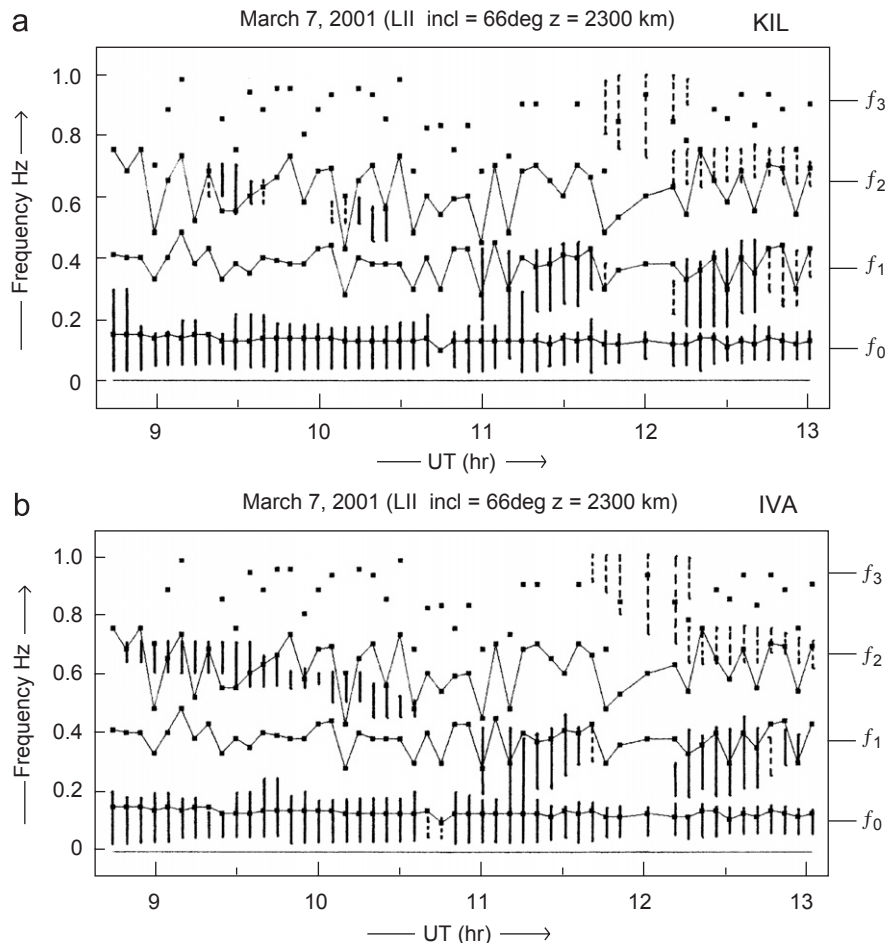 a
March 7, 2001 (LII incl = 66deg z = 2300 km) KIL
1.0
0.8
0.6
0.4
0.2
0
Frequency Hz
f3
f2
f1
f0
9 10 11 12 13
UT (hr)
b
March 7, 2001 (LII incl = 66deg z = 2300 km) IVA
1.0
0.8
0.6
0.4
0.2
0
Frequency Hz
f3
f2
f1
f0
9 10 11 12 13
UT (hr)